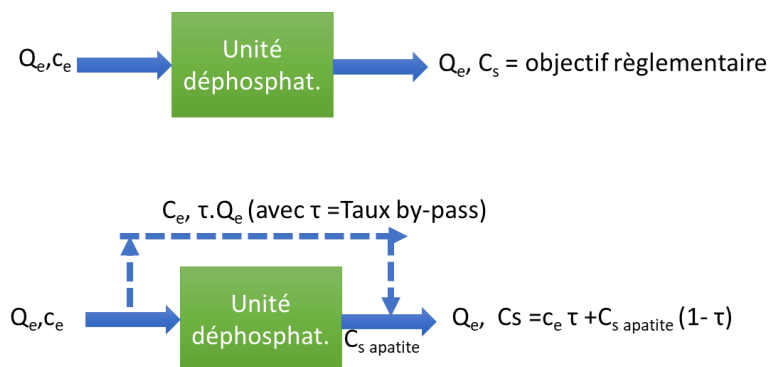 Qe,ce
Unité
déphosphat.
Qe, Cs = objectif règlementaire
Ce, τ.Qe (avec τ =Taux by-pass)
Qe,ce
Unité
déphosphat.
Cs apatite
Qe, Cs =ce τ +Cs apatite (1- τ)